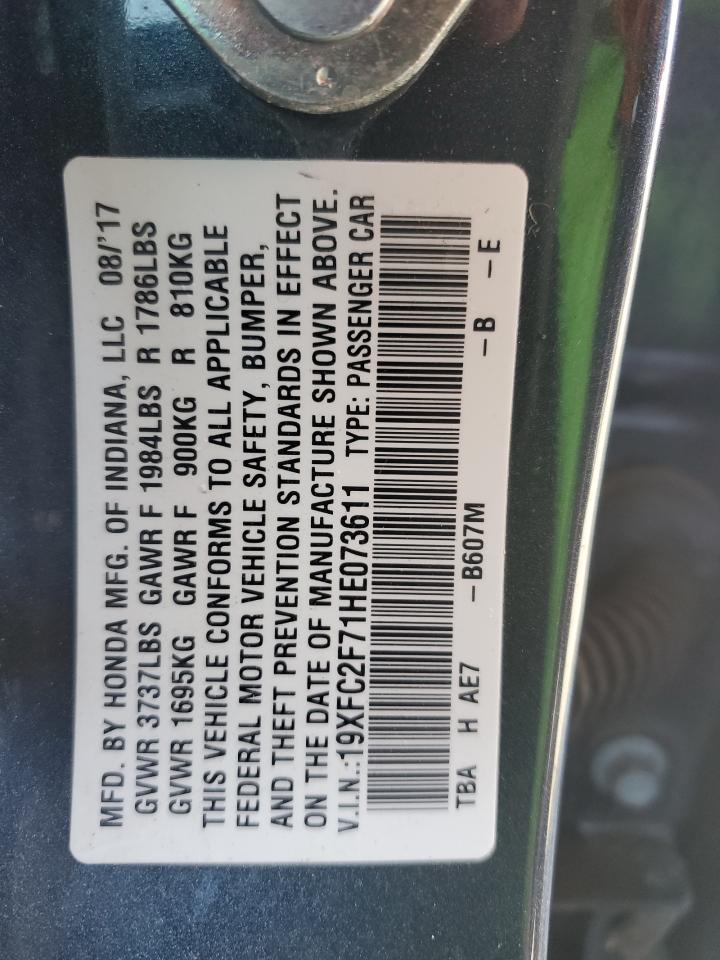 MFD. BY HONDA MFG. OF INDIANA, LLC 08/'17
GVWR 3737LBS GAWR F 1984LBS R 1786LBS
GVWR 1695KG GAWR F 900KG R 810KG
THIS VEHICLE CONFORMS TO ALL APPLICABLE
FEDERAL MOTOR VEHICLE SAFETY, BUMPER,
AND THEFT PREVENTION STANDARDS IN EFFECT
ON THE DATE OF MANUFACTURE SHOWN ABOVE.
V.I.N.:19XFC2F71HE073611 TYPE: PASSENGER CAR
TBA H AE7 –B607M –B –E